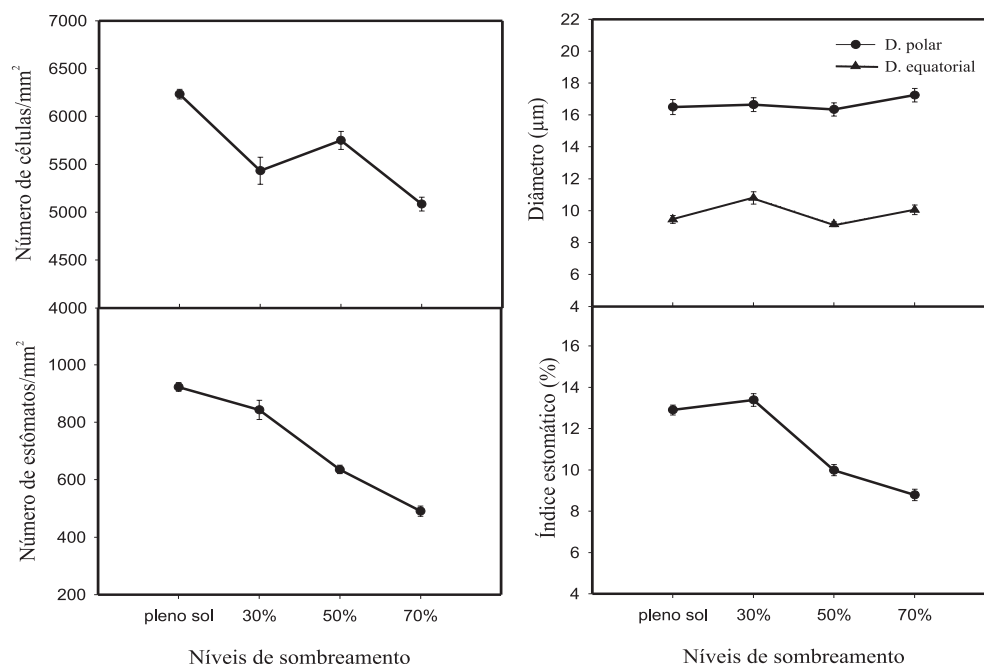 Número de células/mm²
7000
6500
6000
5500
5000
4500
4000
Diâmetro (µm)
22
20
18
16
14
12
10
8
6
4
D. polar
D. equatorial
Número de estômatos/mm²
1000
800
600
400
200
pleno sol 30% 50% 70%
Níveis de sombreamento
Índice estomático (%)
16
14
12
10
8
6
4
pleno sol 30% 50% 70%
Níveis de sombreamento